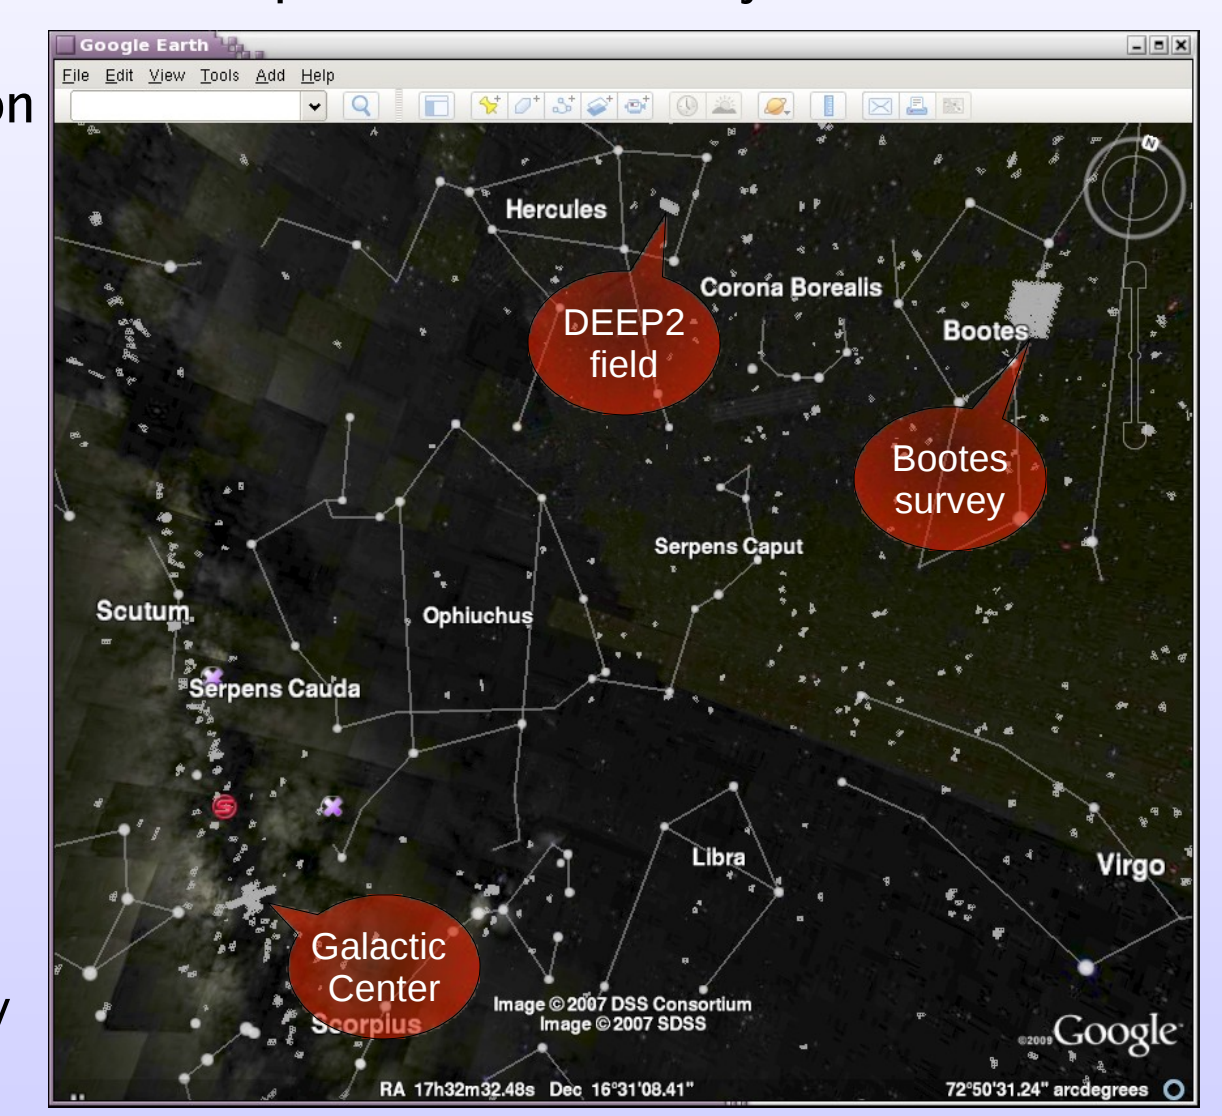 Google Earth
File Edit View Tools Add Help
on
N
Hercules
DEEP2
field
Corona Borealis
Bootes
Bootes
survey
Serpens Caput
Scutum
Ophiuchus
Serpens Cauda
Libra
Virgo
Galactic
Center
Scorpius
Image © 2007 DSS Consortium
Image © 2007 SDSS
©2009 Google
RA 17h32m32.48s Dec 16°31'08.41"
72°50'31.24" arcdegrees
y